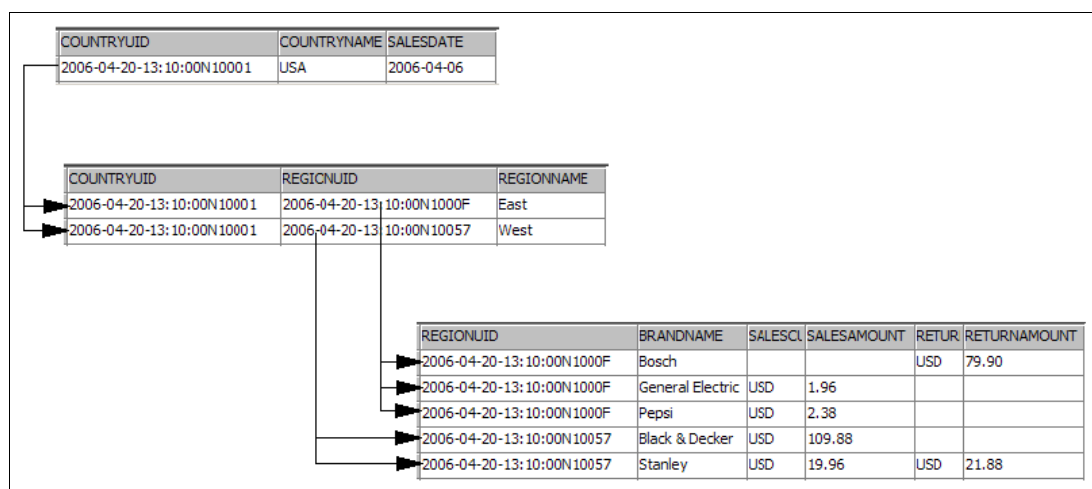 COUNTRYUID COUNTRYNAME SALESDATE
2006-04-20-13:10:00N10001 USA 2006-04-06
COUNTRYUID REGICNUID REGIONNAME
2006-04-20-13:10:00N10001 2006-04-20-13:10:00N1000F East
2006-04-20-13:10:00N10001 2006-04-20-13:10:00N10057 West
REGIONUID BRANDNAME SALESCU SALESAMOUNT RETUR RETURNAMOUNT
2006-04-20-13:10:00N1000F Bosch USD 79.90
2006-04-20-13:10:00N1000F General Electric USD 1.96
2006-04-20-13:10:00N1000F Pepsi USD 2.38
2006-04-20-13:10:00N10057 Black & Decker USD 109.88
2006-04-20-13:10:00N10057 Stanley USD 19.96 USD 21.88